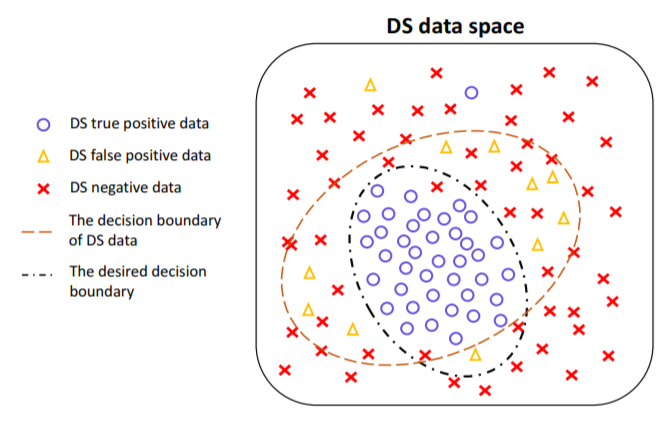 DS data space
DS true positive data
DS false positive data
DS negative data
The decision boundary
of DS data
The desired decision
boundary